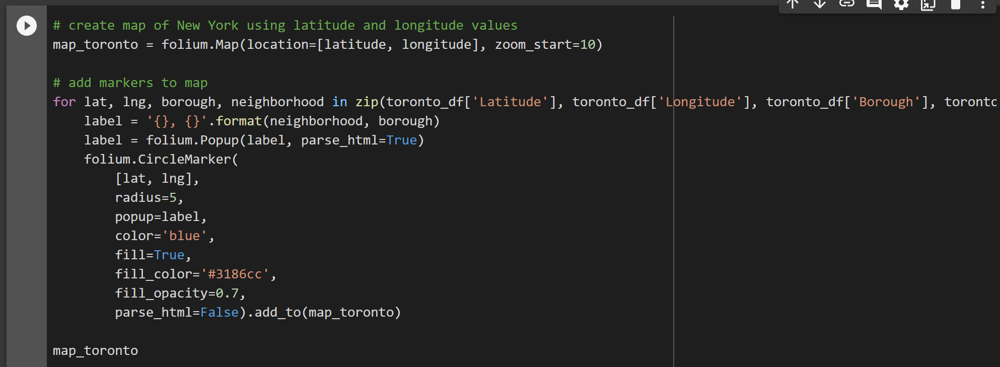 # create map of New York using latitude and longitude values
map_toronto = folium.Map(location=[latitude, longitude], zoom_start=10)
# add markers to map
for lat, lng, borough, neighborhood in zip(toronto_df['Latitude'], toronto_df['Longitude'], toronto_df['Borough'], toronto
    label = '{}, {}'.format(neighborhood, borough)
    label = folium.Popup(label, parse_html=True)
    folium.CircleMarker(
        [lat, lng],
        radius=5,
        popup=label,
        color='blue',
        fill=True,
        fill_color='#3186cc',
        fill_opacity=0.7,
        parse_html=False).add_to(map_toronto)
map_toronto